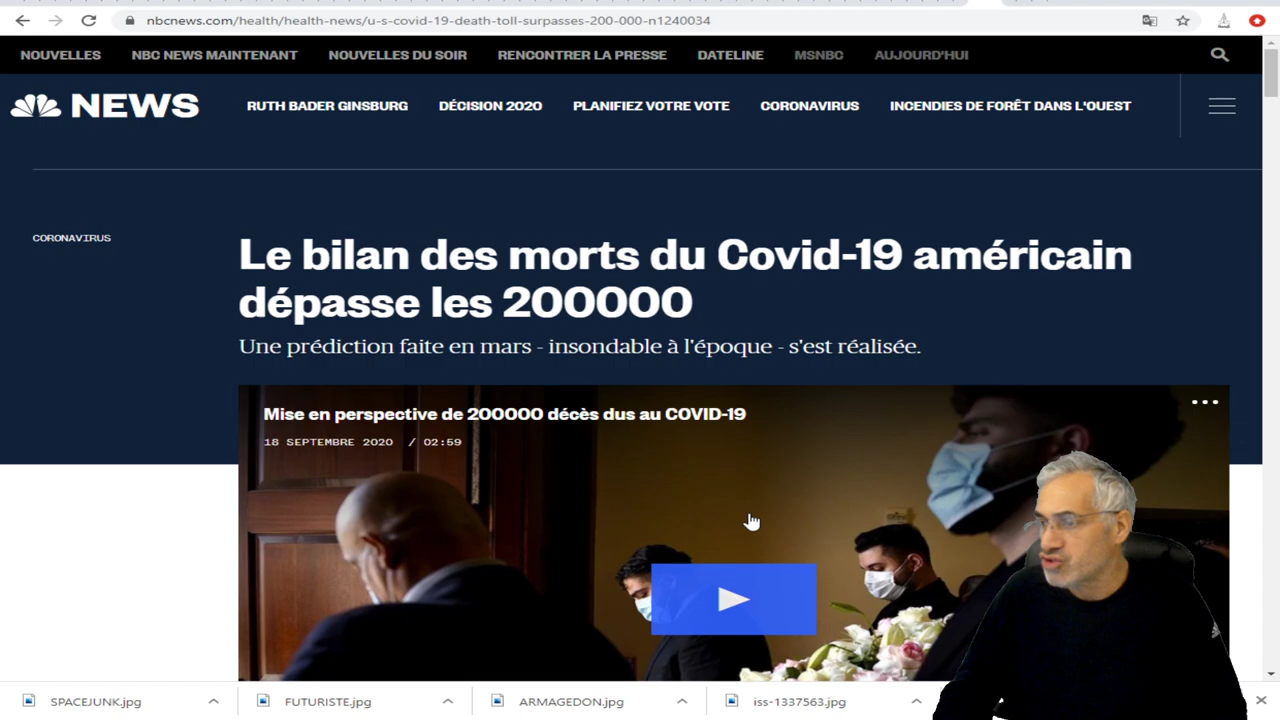 nbcnews.com/health/health-news/u-s-covid-19-death-toll-surpasses-200-000-n1240034
NOUVELLES NBC NEWS MAINTENANT NOUVELLES DU SOIR RENCONTRER LA PRESSE DATELINE MSNBC AUJOURD'HUI
NEWS RUTH BADER GINSBURG DÉCISION 2020 PLANIFIEZ VOTRE VOTE CORONAVIRUS INCENDIES DE FORÊT DANS L'OUEST
CORONAVIRUS
Le bilan des morts du Covid-19 américain
dépasse les 200000
Une prédiction faite en mars - insondable à l'époque - s'est réalisée.
Mise en perspective de 200000 décès dus au COVID-19
18 SEPTEMBRE 2020 / 02:59
SPACEJUNK.jpg FUTURISTE.jpg ARMAGEDON.jpg iss-1337563.jpg